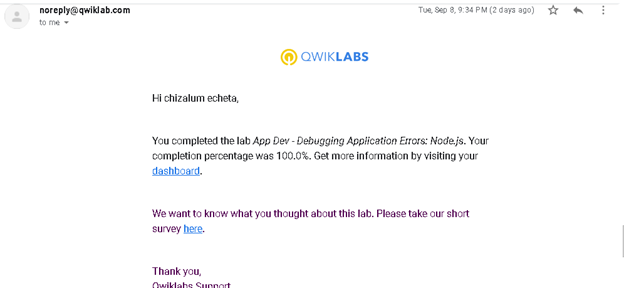 noreply@qwiklab.com
Tue, Sep 8, 9:34 PM (2 days ago)
to me
QWIKLABS
Hi chizalum echeta,
You completed the lab App Dev - Debugging Application Errors: Node.js. Your
completion percentage was 100.0%. Get more information by visiting your
dashboard.
We want to know what you thought about this lab. Please take our short
survey here.
Thank you,
Qwiklabs Support